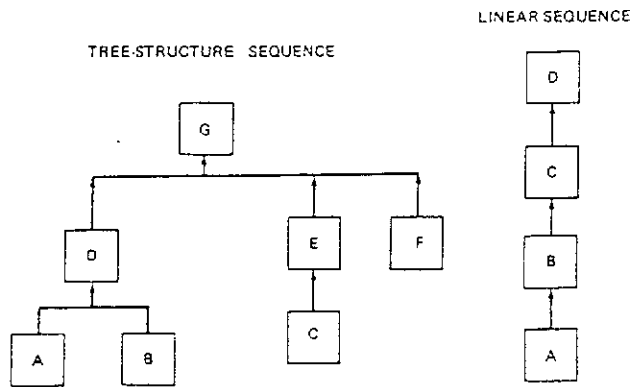 LINEAR SEQUENCE
TREE-STRUCTURE SEQUENCE
D
G
C
D
E
F
B
C
A
B
A